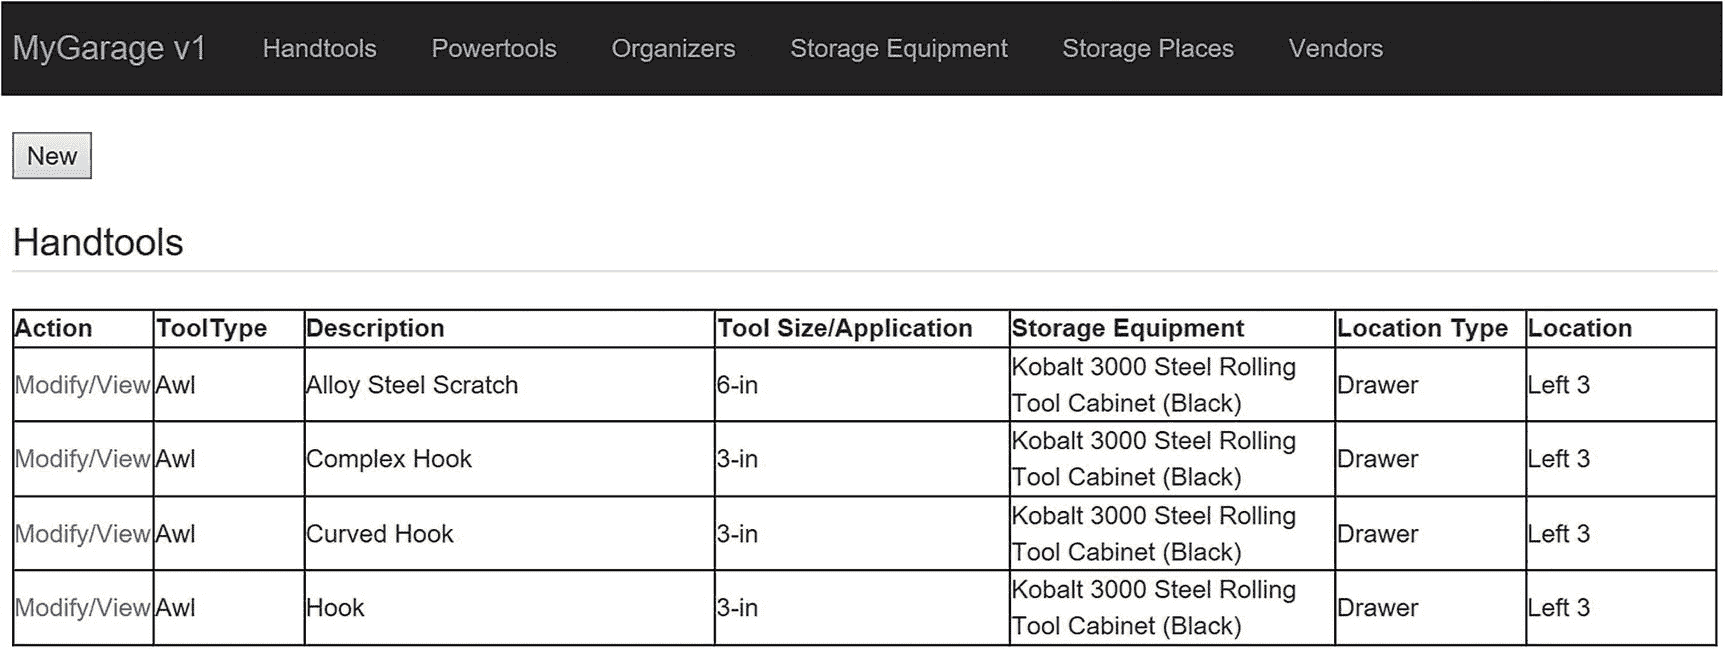 MyGarage v1 Handtools Powertools Organizers Storage Equipment Storage Places Vendors
New
Handtools
Action ToolType Description Tool Size/Application Storage Equipment Location Type Location
Modify/View Awl Alloy Steel Scratch 6-in Kobalt 3000 Steel Rolling Tool Cabinet (Black) Drawer Left 3
Modify/View Awl Complex Hook 3-in Kobalt 3000 Steel Rolling Tool Cabinet (Black) Drawer Left 3
Modify/View Awl Curved Hook 3-in Kobalt 3000 Steel Rolling Tool Cabinet (Black) Drawer Left 3
Modify/View Awl Hook 3-in Kobalt 3000 Steel Rolling Tool Cabinet (Black) Drawer Left 3